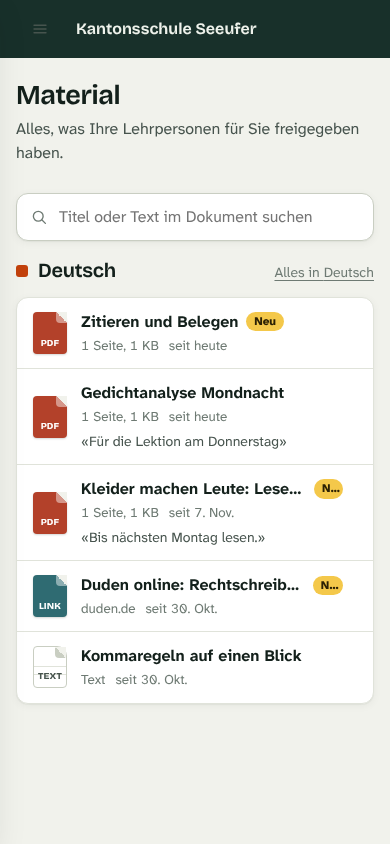 Kantonsschule Seeufer
Material
Alles, was Ihre Lehrpersonen für Sie freigegeben
haben.
Titel oder Text im Dokument suchen
Deutsch
Alles in Deutsch
PDF
Zitieren und Belegen
Neu
1 Seite, 1 KB seit heute
PDF
Gedichtanalyse Mondnacht
1 Seite, 1 KB seit heute
«Für die Lektion am Donnerstag»
PDF
Kleider machen Leute: Lese...
N...
1 Seite, 1 KB seit 7. Nov.
«Bis nächsten Montag lesen.»
LINK
Duden online: Rechtschreib...
N...
duden.de seit 30. Okt.
TEXT
Kommaregeln auf einen Blick
Text seit 30. Okt.